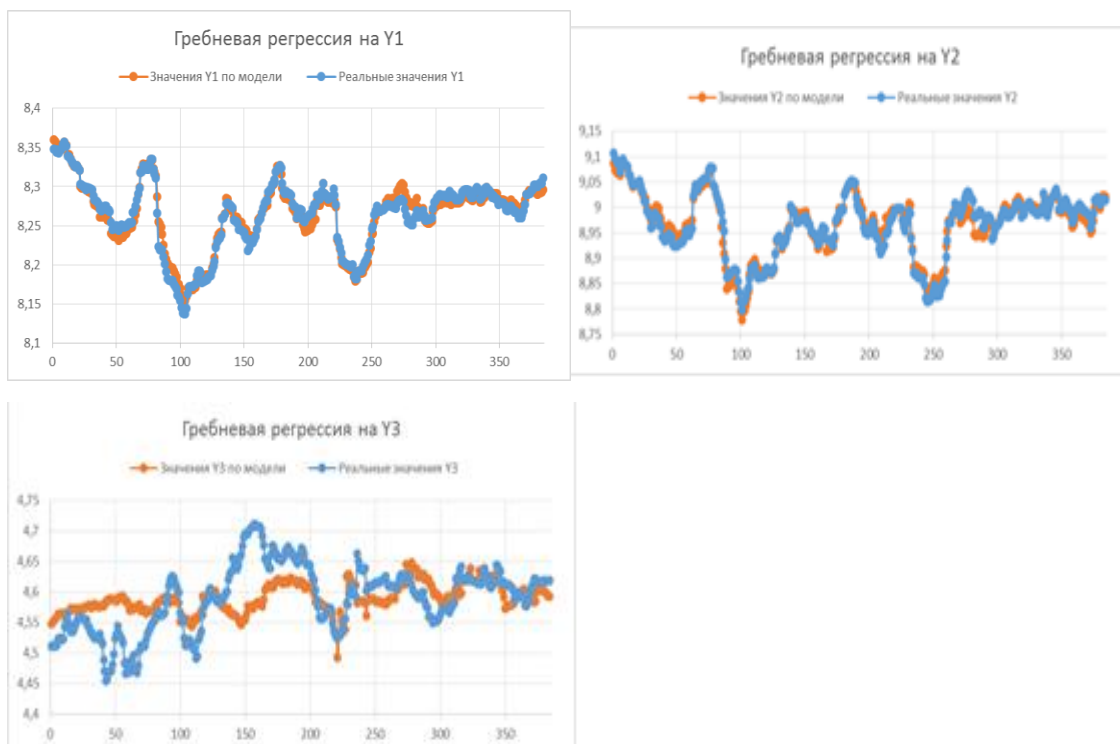 Гребневая регрессия на Y1
Значения Y1 по модели
Реальные значения Y1
8,4
8,35
8,3
8,25
8,2
8,15
8,1
0 50 100 150 200 250 300 350
Гребневая регрессия на Y2
Значения Y2 по модели
Реальные значения Y2
9,15
9,1
9,05
9
8,95
8,9
8,85
8,8
8,75
0 50 100 150 200 250 300 350
Гребневая регрессия на Y3
Значения Y3 по модели
Реальные значения Y3
4,75
4,7
4,65
4,6
4,55
4,5
4,45
4,4
0 50 100 150 200 250 300 350